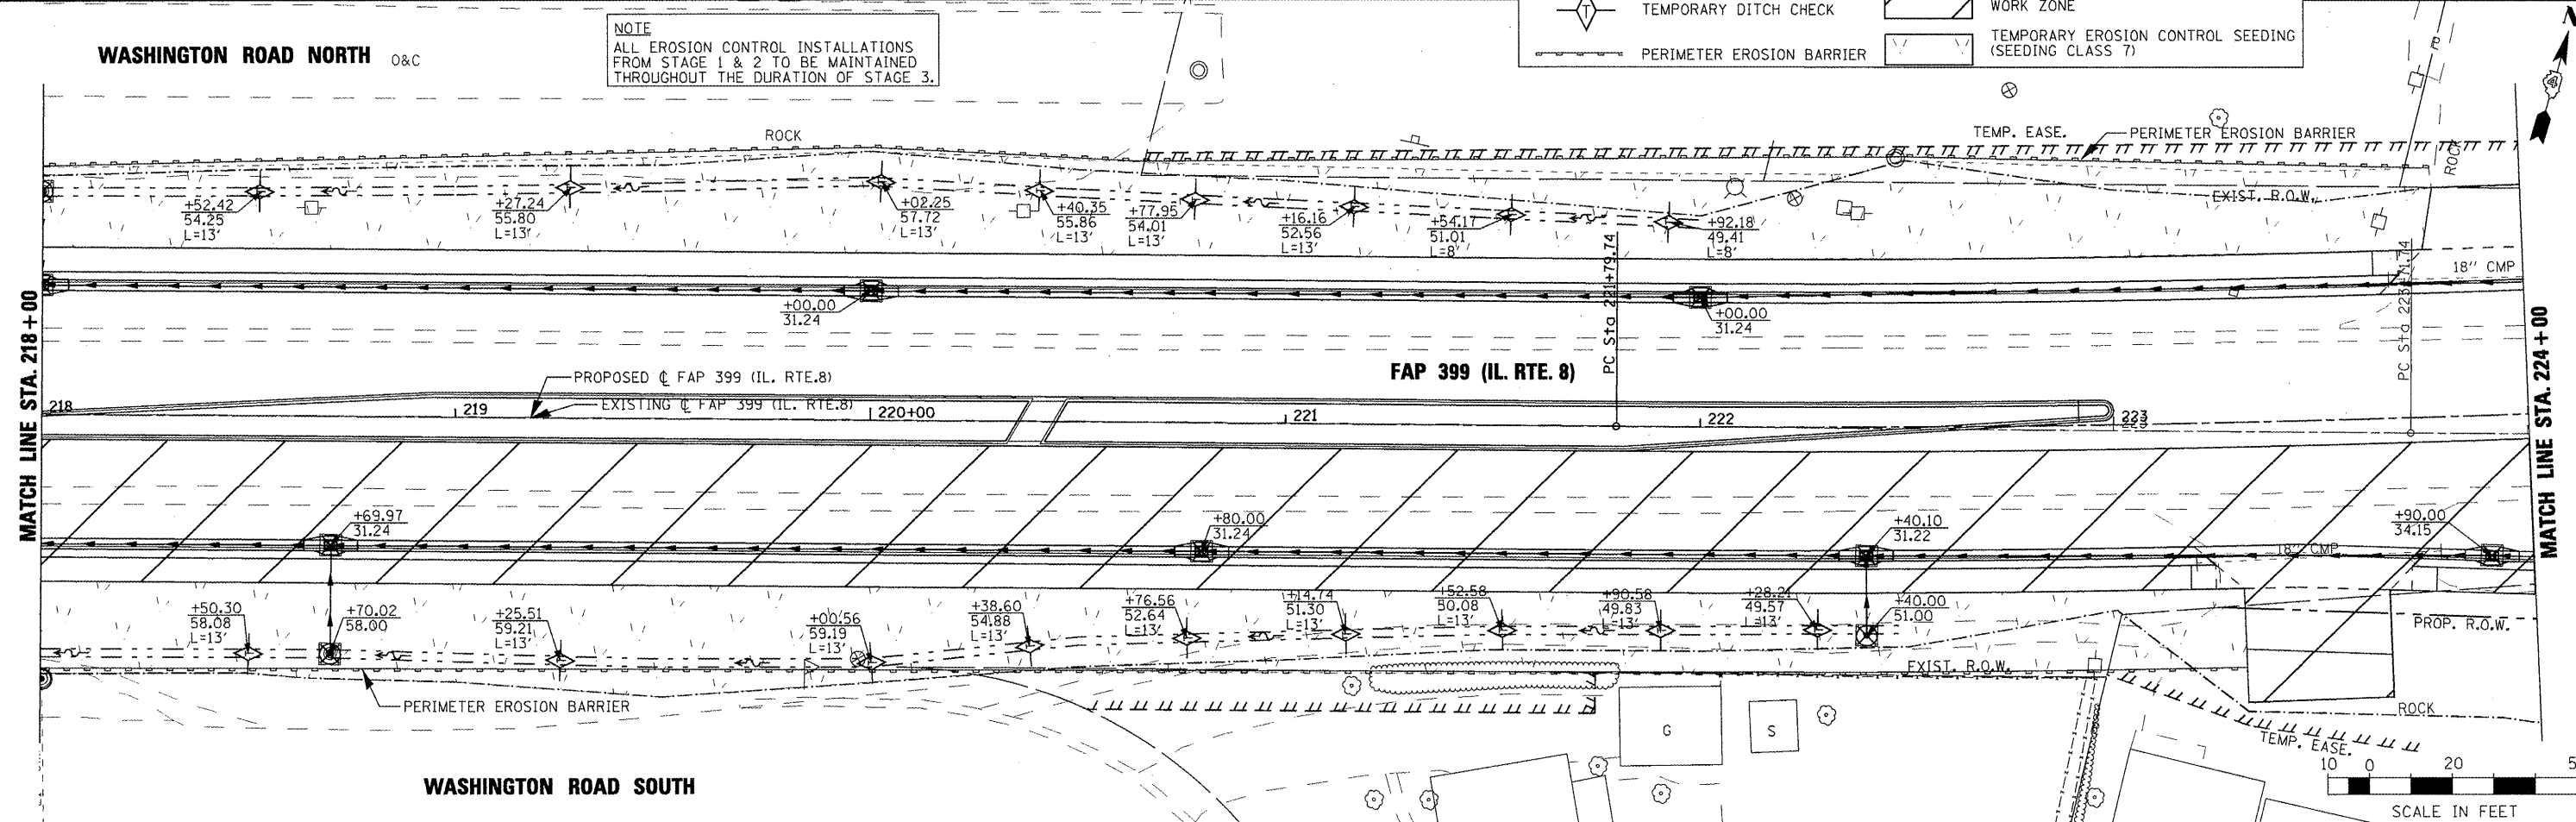 WASHINGTON ROAD NORTH O&C
NOTE
ALL EROSION CONTROL INSTALLATIONS
FROM STAGE 1 & 2 TO BE MAINTAINED
THROUGHOUT THE DURATION OF STAGE 3.
T TEMPORARY DITCH CHECK
WORK ZONE
PERIMETER EROSION BARRIER
TEMPORARY EROSION CONTROL SEEDING
(SEEDING CLASS 7)
ROCK
TEMP. EASE.
PERIMETER EROSION BARRIER
ROCK
EXIST. R.O.W.
+52.42
54.25
L=13'
+27.24
55.80
L=13'
+02.25
57.72
L=13'
+40.35
55.86
L=13'
+77.95
54.01
L=13'
+16.16
52.56
L=13'
+54.17
51.01
L=8'
+92.18
49.41
L=8'
18" CMP
+00.00
31.24
+00.00
31.24
PC Sta 221+79.74
PC Sta 223+71.74
MATCH LINE STA. 218+00
MATCH LINE STA. 224+00
FAP 399 (IL. RTE. 8)
PROPOSED ℄ FAP 399 (IL. RTE.8)
EXISTING ℄ FAP 399 (IL. RTE.8)
218
219
220+00
221
222
223
223
+69.97
31.24
+80.00
31.24
+40.10
31.22
+90.00
34.15
18" CMP
+50.30
58.08
L=13'
+70.02
58.00
+25.51
59.21
L=13'
+00.56
59.19
L=13'
+38.60
54.88
L=13'
+76.56
52.64
L=13'
+14.74
51.30
L=13'
+52.58
50.08
L=13'
+90.58
49.83
L=13'
+28.21
49.57
L=13'
+40.00
51.00
PROP. R.O.W.
EXIST. R.O.W.
PERIMETER EROSION BARRIER
ROCK
G
S
TEMP. EASE.
WASHINGTON ROAD SOUTH
10 0 20
SCALE IN FEET